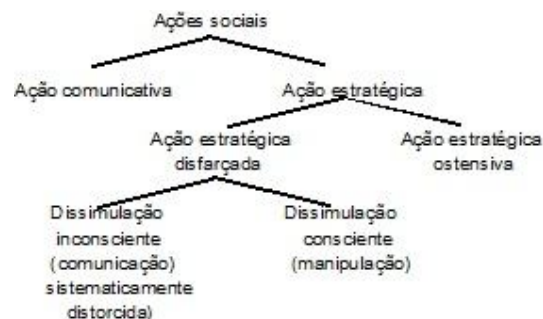 Ações sociais
Ação comunicativa
Ação estratégica
Ação estratégica
disfarçada
Ação estratégica
ostensiva
Dissimulação
inconsciente
(comunicação)
sistematicamente
distorcida)
Dissimulação
consciente
(manipulação)